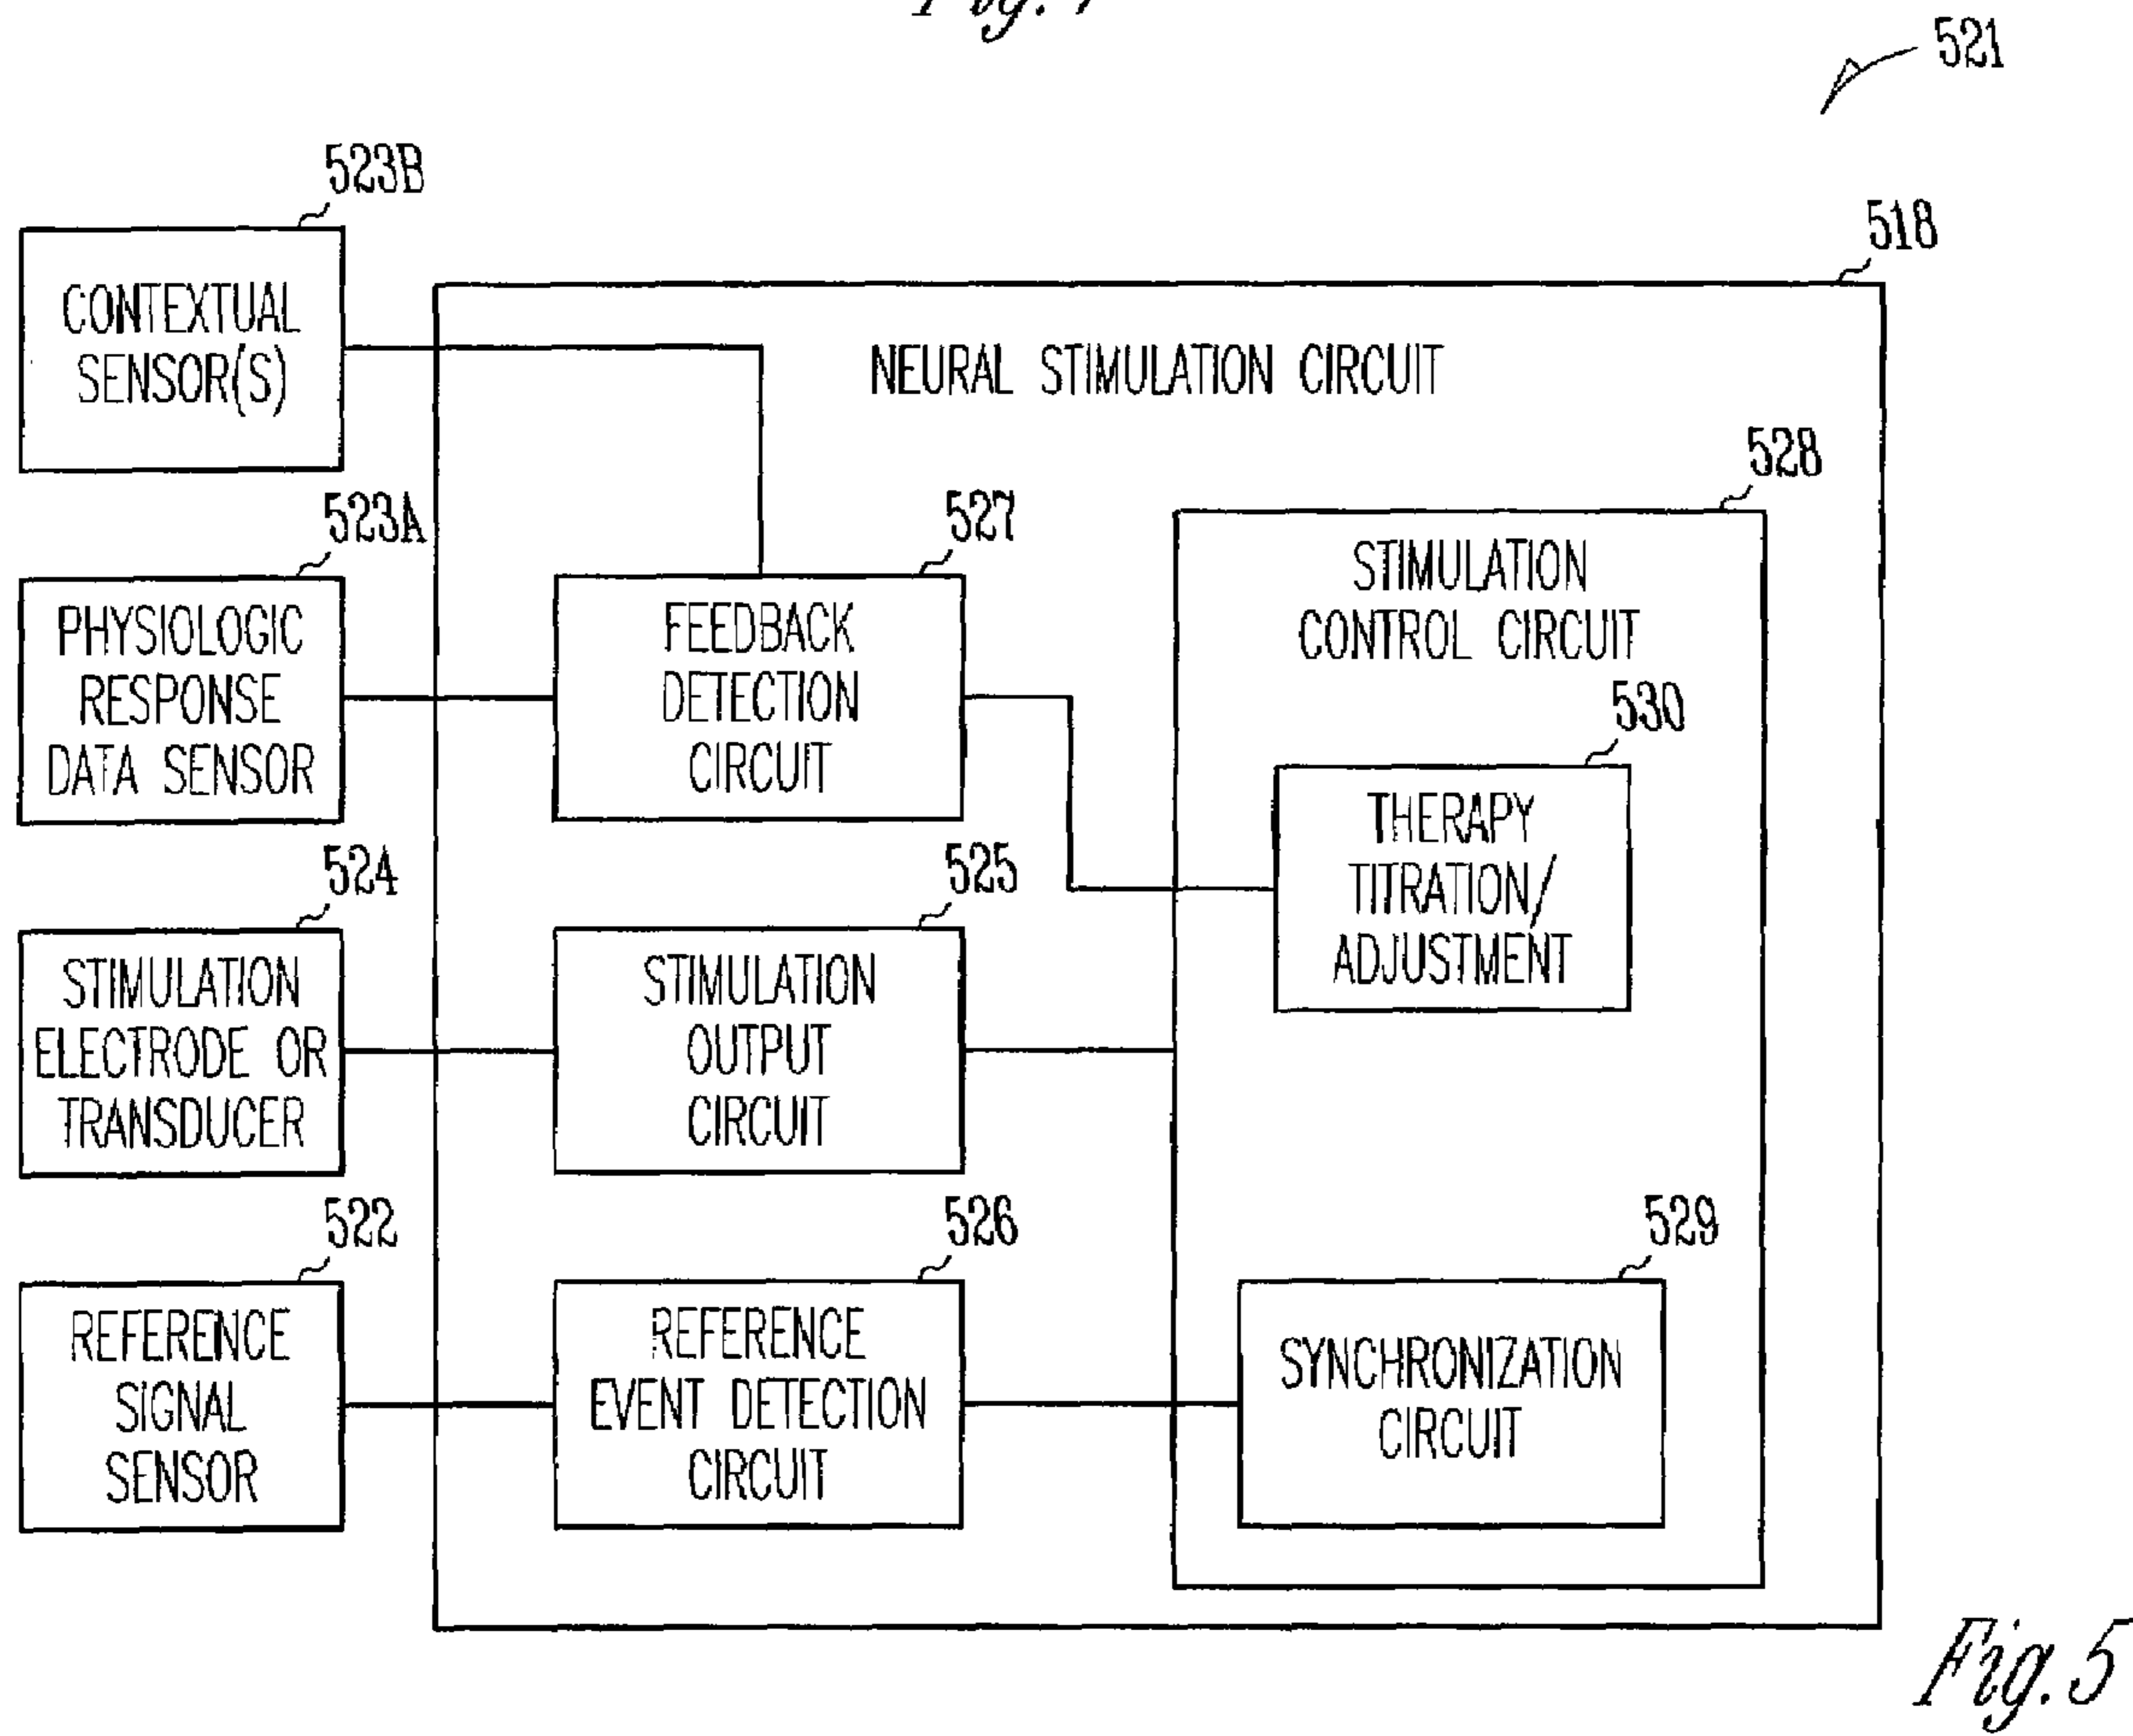 521
523B
CONTEXTUAL
SENSOR(S)
518
NEURAL STIMULATION CIRCUIT
523A
PHYSIOLOGIC
RESPONSE
DATA SENSOR
527
FEEDBACK
DETECTION
CIRCUIT
528
STIMULATION
CONTROL CIRCUIT
530
THERAPY
TITRATION/
ADJUSTMENT
524
STIMULATION
ELECTRODE OR
TRANSDUCER
525
STIMULATION
OUTPUT
CIRCUIT
522
REFERENCE
SIGNAL
SENSOR
526
REFERENCE
EVENT DETECTION
CIRCUIT
529
SYNCHRONIZATION
CIRCUIT
Fig. 5